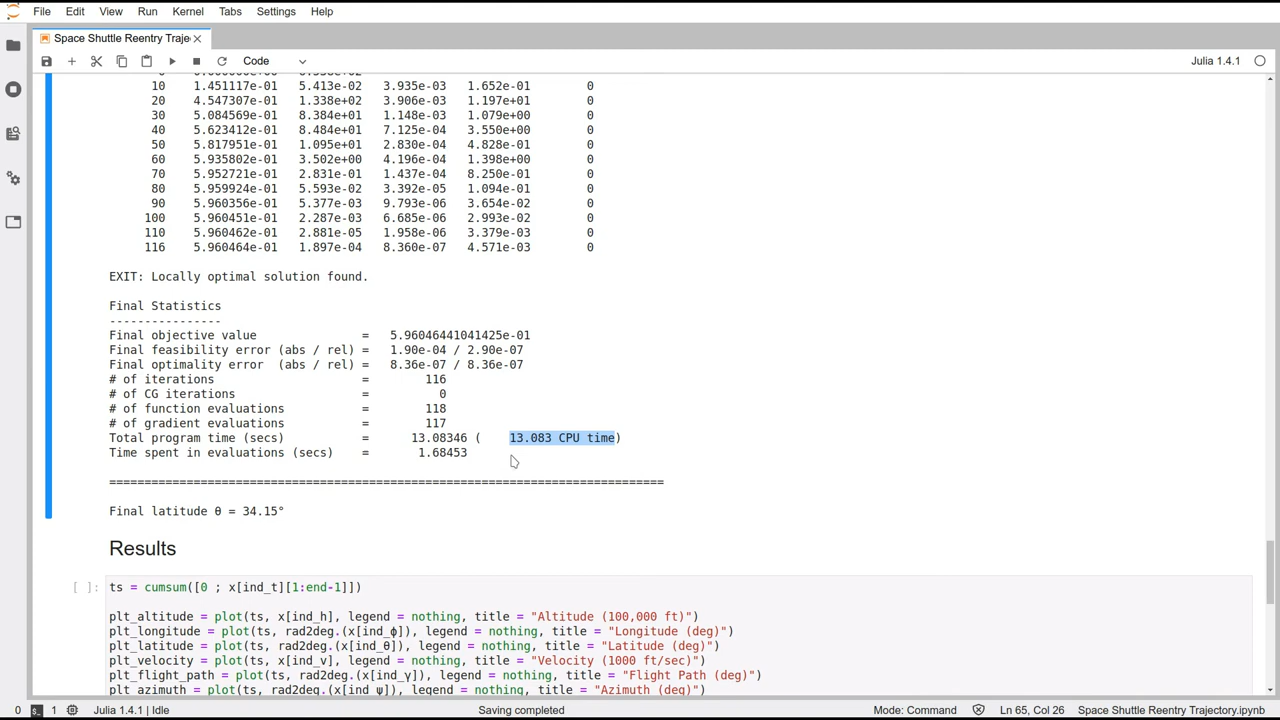 File Edit View Run Kernel Tabs Settings Help
Space Shuttle Reentry Traje
Code
Julia 1.4.1
10 1.451117e-01 5.413e-02 3.935e-03 1.652e-01 0
20 4.547307e-01 1.338e+02 3.906e-03 1.197e+01 0
30 5.084569e-01 8.384e+01 1.148e-03 1.079e+00 0
40 5.623412e-01 8.484e+01 7.125e-04 3.550e+00 0
50 5.817951e-01 1.095e+01 2.830e-04 4.828e-01 0
60 5.935802e-01 3.502e+00 4.196e-04 1.398e+00 0
70 5.952721e-01 2.831e-01 1.437e-04 8.250e-01 0
80 5.959924e-01 5.593e-02 3.392e-05 1.094e-01 0
90 5.960356e-01 5.377e-03 9.793e-06 3.654e-02 0
100 5.960451e-01 2.287e-03 6.685e-06 2.993e-02 0
110 5.960462e-01 2.881e-05 1.958e-06 3.379e-03 0
116 5.960464e-01 1.897e-04 8.360e-07 4.571e-03 0
EXIT: Locally optimal solution found.
Final Statistics
----------------
Final objective value = 5.96046441041425e-01
Final feasibility error (abs / rel) = 1.90e-04 / 2.90e-07
Final optimality error (abs / rel) = 8.36e-07 / 8.36e-07
# of iterations = 116
# of CG iterations = 0
# of function evaluations = 118
# of gradient evaluations = 117
Total program time (secs) = 13.08346 ( 13.083 CPU time)
Time spent in evaluations (secs) = 1.68453
===============================================================================
Final latitude θ = 34.15°
Results
[ ]: ts = cumsum([0 ; x[ind_t][1:end-1]])
plt_altitude = plot(ts, x[ind_h], legend = nothing, title = "Altitude (100,000 ft)")
plt_longitude = plot(ts, rad2deg.(x[ind_ϕ]), legend = nothing, title = "Longitude (deg)")
plt_latitude = plot(ts, rad2deg.(x[ind_θ]), legend = nothing, title = "Latitude (deg)")
plt_velocity = plot(ts, x[ind_v], legend = nothing, title = "Velocity (1000 ft/sec)")
plt_flight_path = plot(ts, rad2deg.(x[ind_γ]), legend = nothing, title = "Flight Path (deg)")
plt_azimuth = plot(ts, rad2deg.(x[ind_ψ]), legend = nothing, title = "Azimuth (deg)")
0 1 Julia 1.4.1 | Idle Saving completed Mode: Command Ln 65, Col 26 Space Shuttle Reentry Trajectory.ipynb